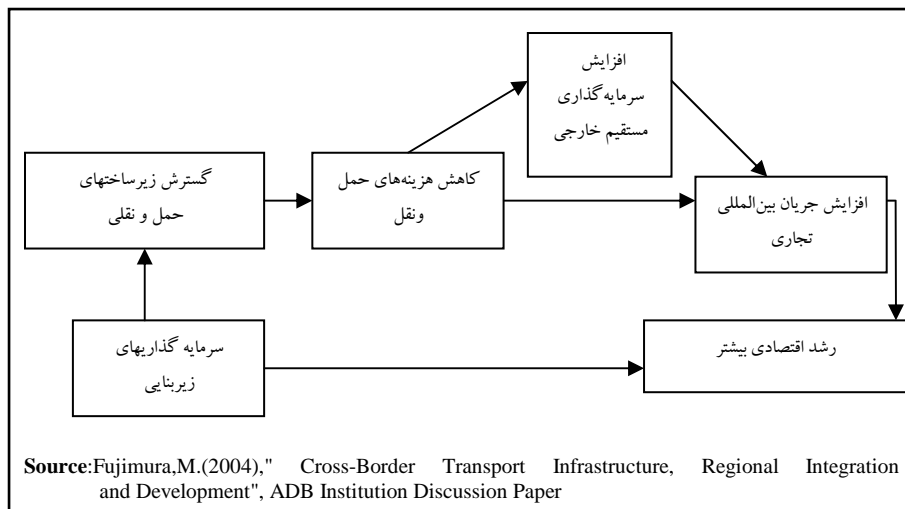 افزایش
سرمایه‌گذاری
مستقیم خارجی
گسترش زیرساختهای
حمل و نقلی
کاهش هزینه‌های حمل
ونقل
افزایش جریان بین‌المللی
تجاری
سرمایه گذاریهای
زیربنایی
رشد اقتصادی بیشتر
Source:Fujimura,M.(2004)," Cross-Border Transport Infrastructure, Regional Integration
and Development", ADB Institution Discussion Paper